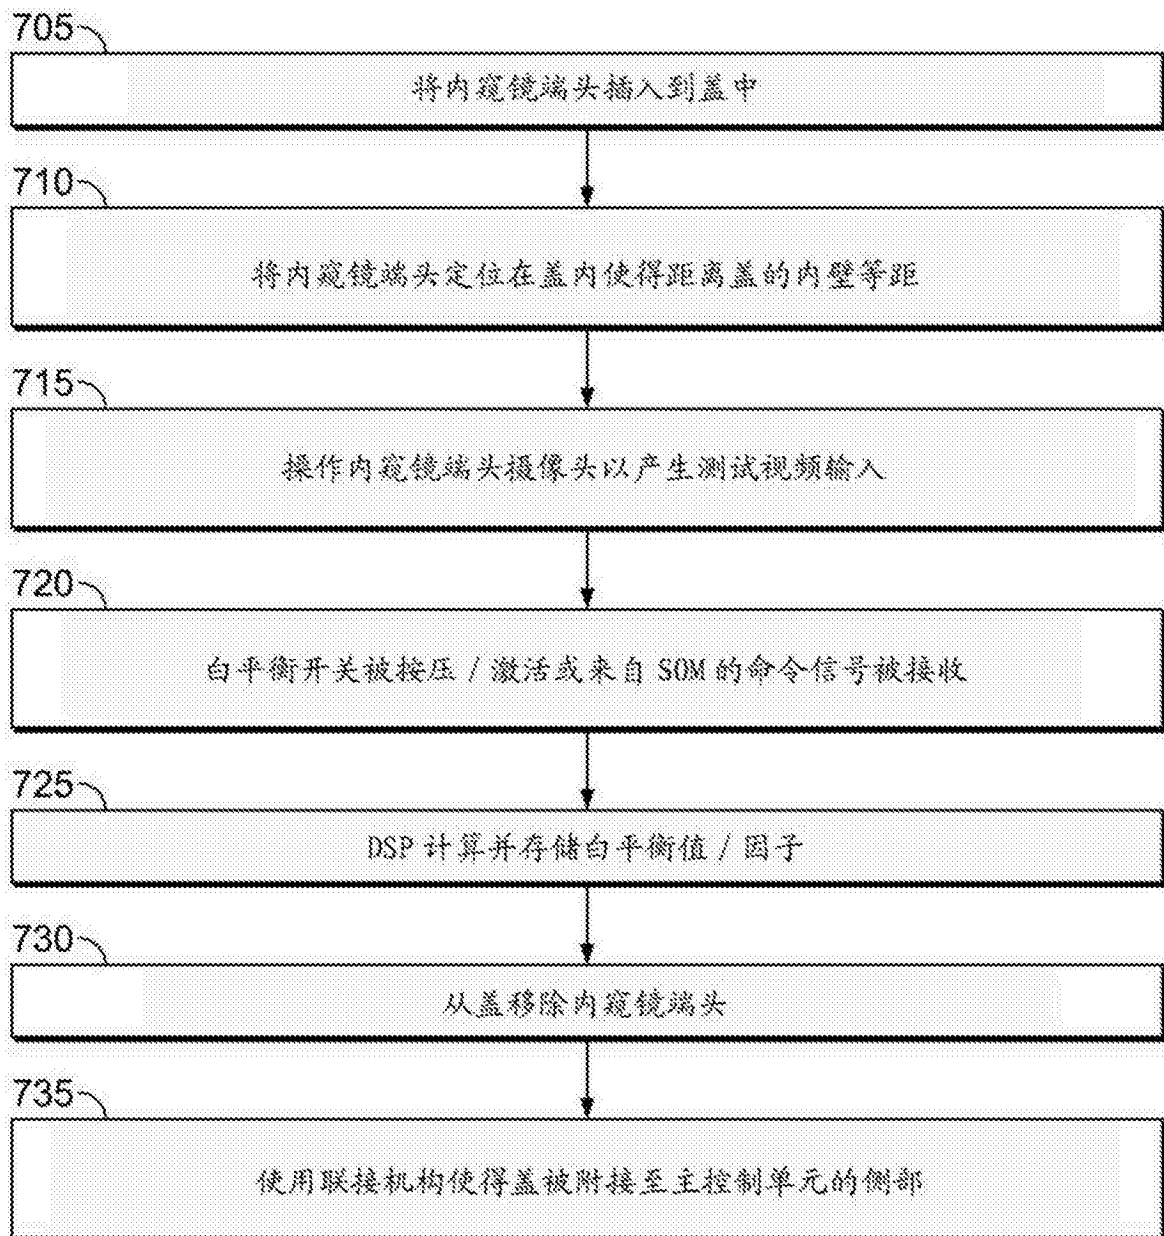 705
将内窥镜端头插入到盖中
710
将内窥镜端头定位在盖内使得距离盖的内壁等距
715
操作内窥镜端头摄像头以产生测试视频输入
720
白平衡开关被按压 / 激活或来自 SOM 的命令信号被接收
725
DSP 计算并存储白平衡值 / 因子
730
从盖移除内窥镜端头
735
使用联接机构使得盖被附接至主控制单元的侧部